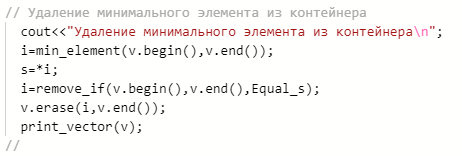 // Удаление минимального элемента из контейнера
cout<<"Удаление минимального элемента из контейнера\n";
i=min_element(v.begin(),v.end());
s=*i;
i=remove_if(v.begin(),v.end(),Equal_s);
v.erase(i,v.end());
print_vector(v);
//